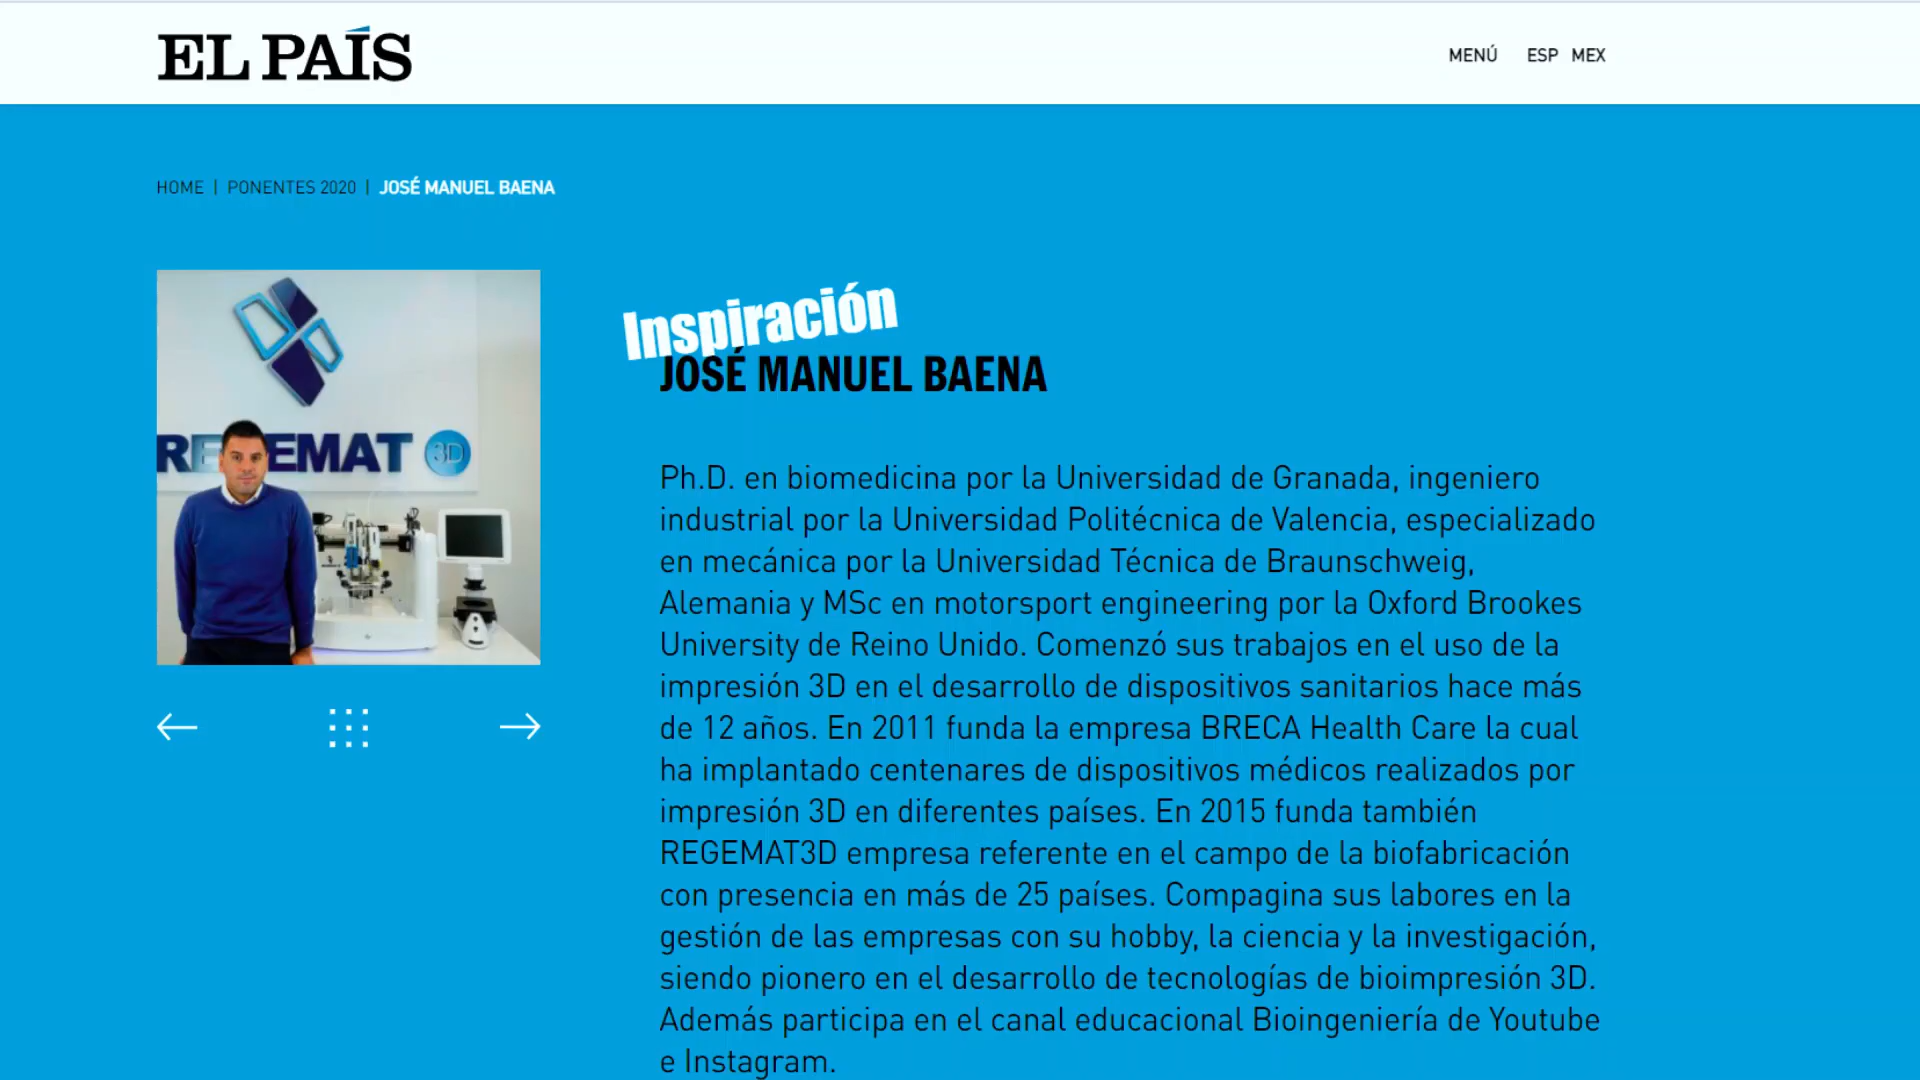 EL PAÍS
MENÚ ESP MEX
HOME | PONENTES 2020 | JOSÉ MANUEL BAENA
REGEMAT 3D
Inspiración
JOSÉ MANUEL BAENA
Ph.D. en biomedicina por la Universidad de Granada, ingeniero
industrial por la Universidad Politécnica de Valencia, especializado
en mecánica por la Universidad Técnica de Braunschweig,
Alemania y MSc en motorsport engineering por la Oxford Brookes
University de Reino Unido. Comenzó sus trabajos en el uso de la
impresión 3D en el desarrollo de dispositivos sanitarios hace más
de 12 años. En 2011 funda la empresa BRECA Health Care la cual
ha implantado centenares de dispositivos médicos realizados por
impresión 3D en diferentes países. En 2015 funda también
REGEMAT3D empresa referente en el campo de la biofabricación
con presencia en más de 25 países. Compagina sus labores en la
gestión de las empresas con su hobby, la ciencia y la investigación,
siendo pionero en el desarrollo de tecnologías de bioimpresión 3D.
Además participa en el canal educacional Bioingeniería de Youtube
e Instagram.